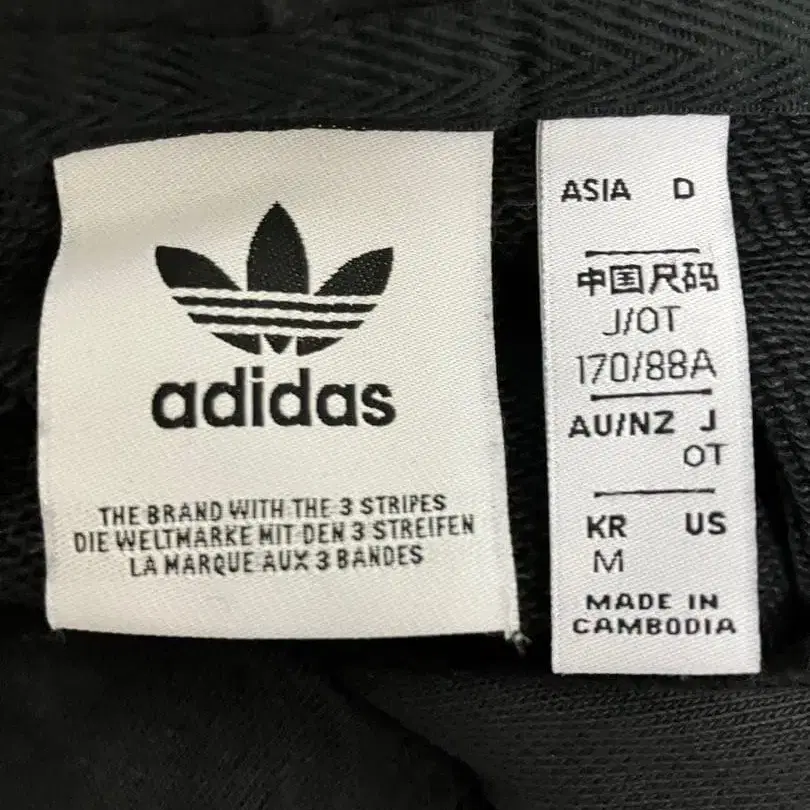 adidas
THE BRAND WITH THE 3 STRIPES
DIE WELTMARKE MIT DEN 3 STREIFEN
LA MARQUE AUX 3 BANDES
ASIA D
中国尺码
J/OT
170/88A
AU/NZ J
OT
KR US
M
MADE IN
CAMBODIA